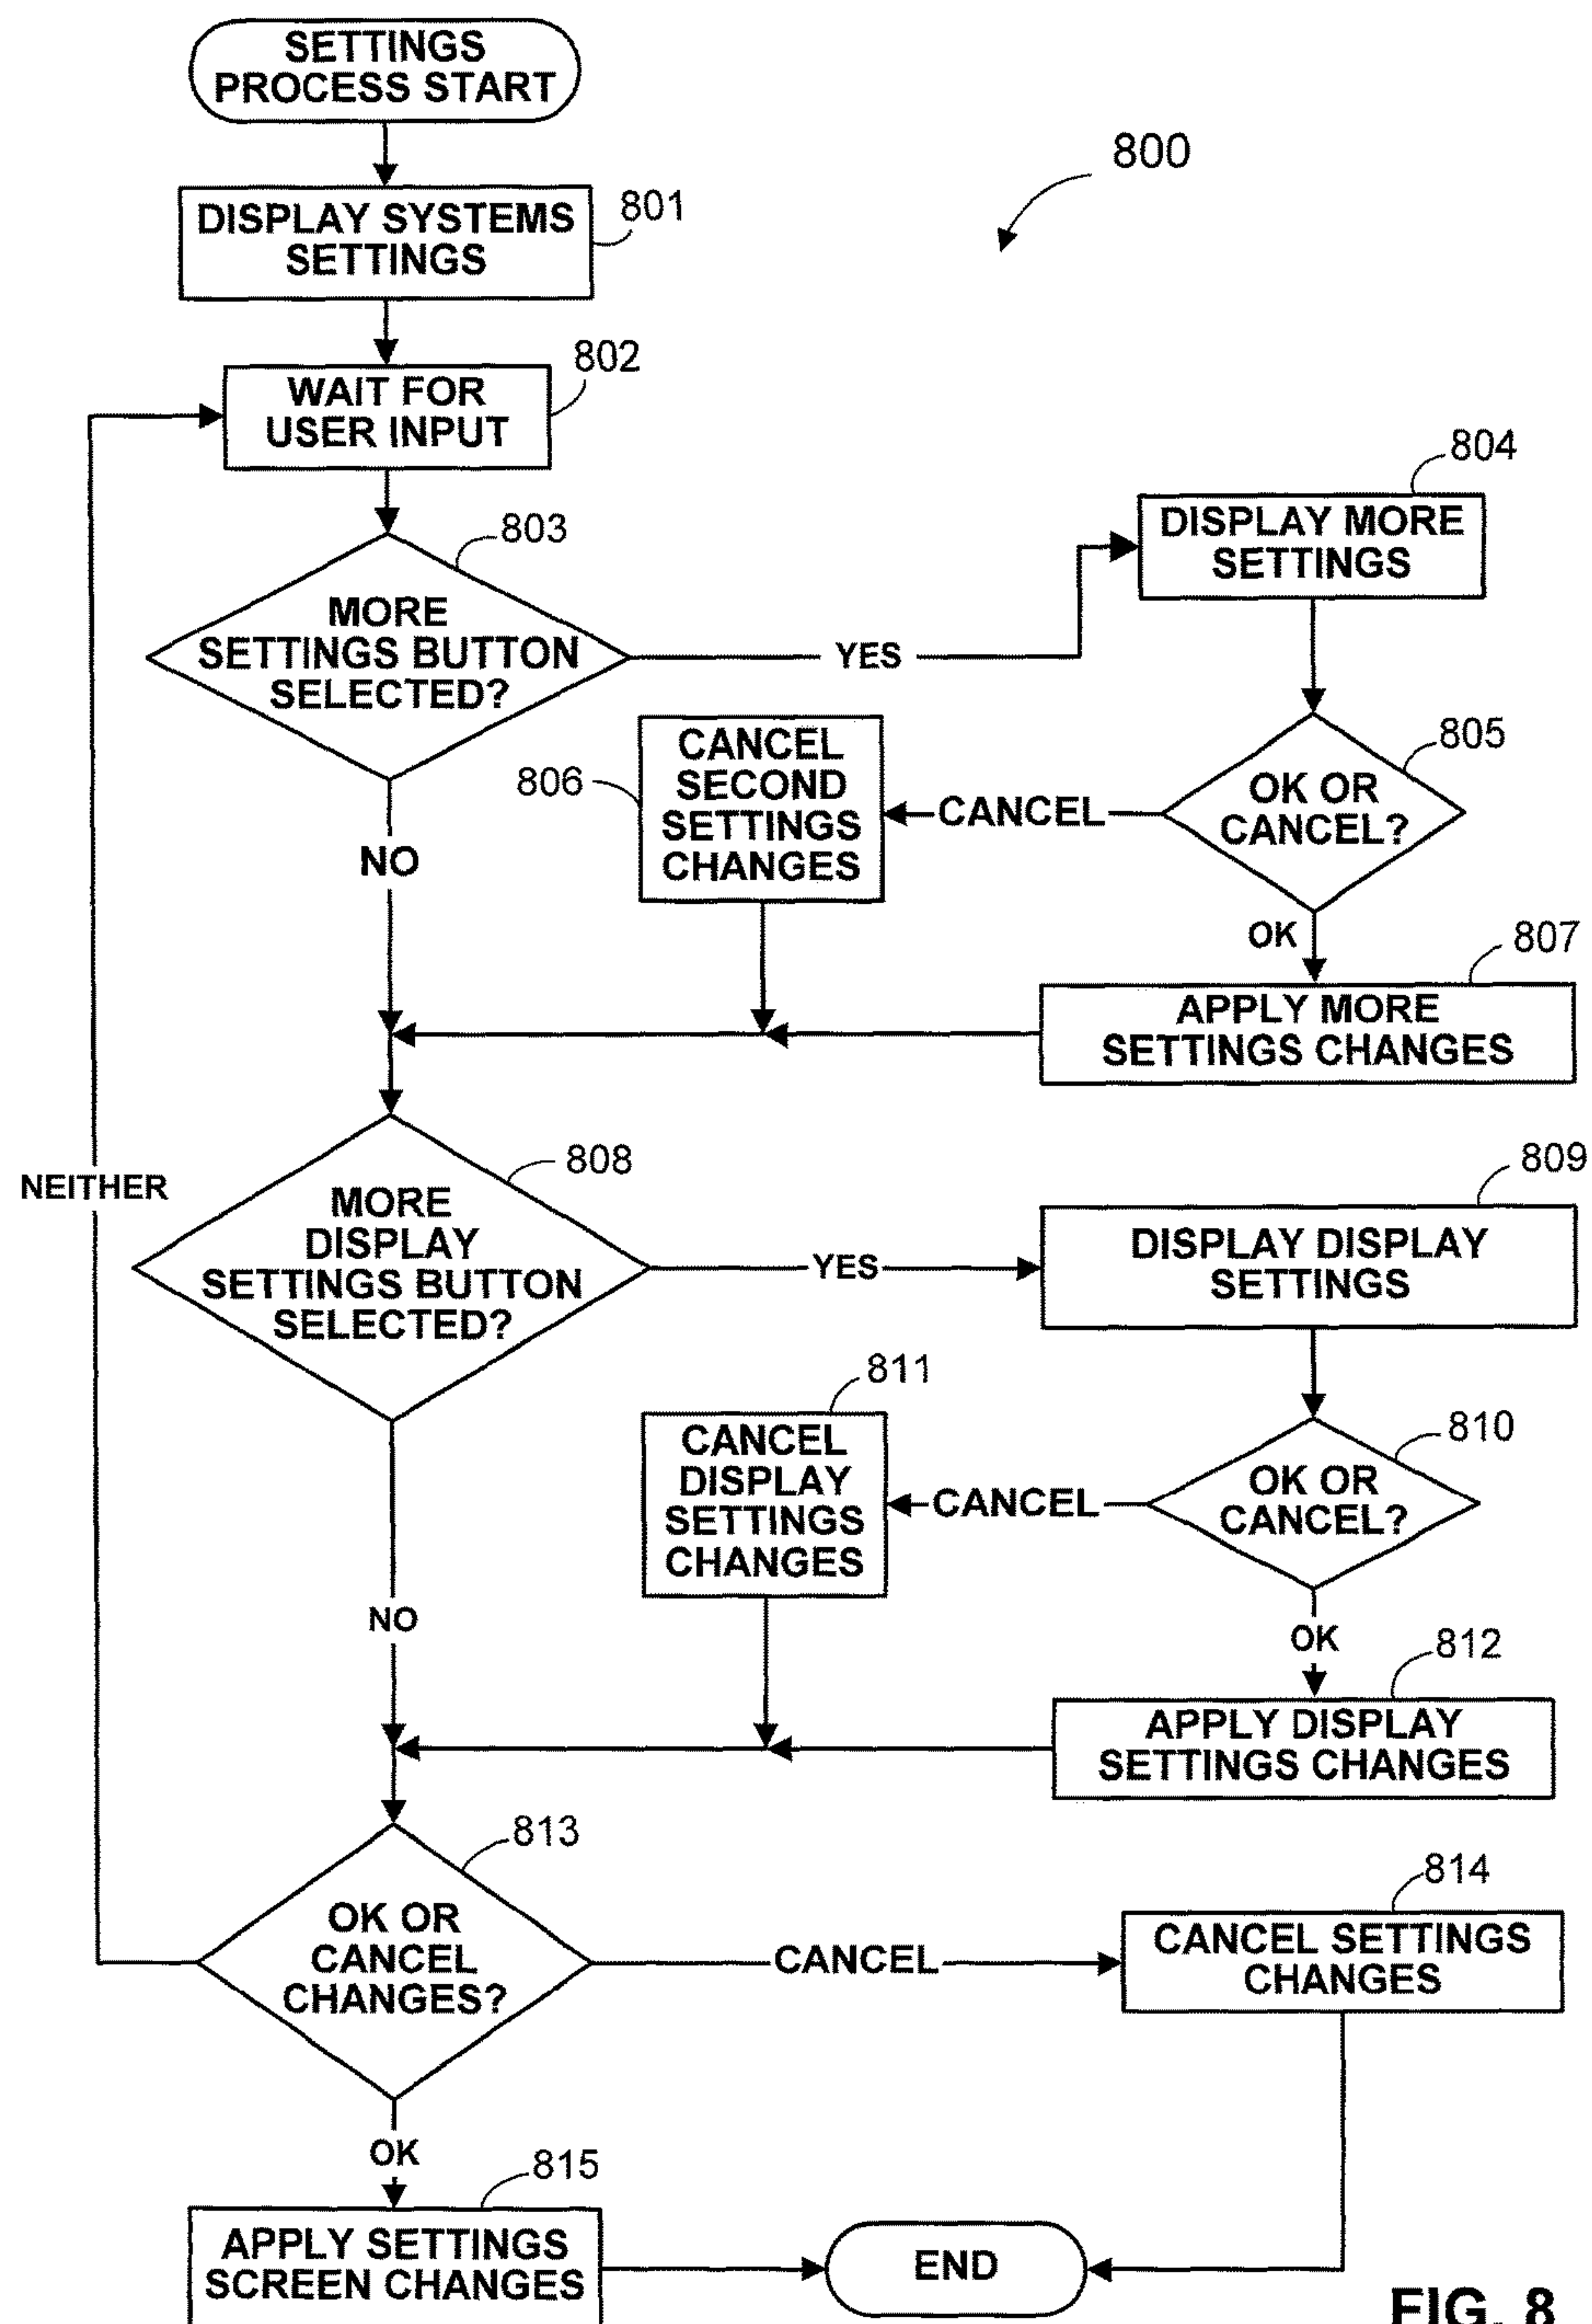 SETTINGS
PROCESS START
800
DISPLAY SYSTEMS
SETTINGS
801
WAIT FOR
USER INPUT
802
803
MORE
SETTINGS BUTTON
SELECTED?
YES
804
DISPLAY MORE
SETTINGS
805
OK OR
CANCEL?
CANCEL
806
CANCEL
SECOND
SETTINGS
CHANGES
NO
OK
807
APPLY MORE
SETTINGS CHANGES
NEITHER
808
MORE
DISPLAY
SETTINGS BUTTON
SELECTED?
YES
809
DISPLAY DISPLAY
SETTINGS
810
OK OR
CANCEL?
CANCEL
811
CANCEL
DISPLAY
SETTINGS
CHANGES
NO
OK
812
APPLY DISPLAY
SETTINGS CHANGES
813
OK OR
CANCEL
CHANGES?
CANCEL
814
CANCEL SETTINGS
CHANGES
OK
815
APPLY SETTINGS
SCREEN CHANGES
END
FIG. 8